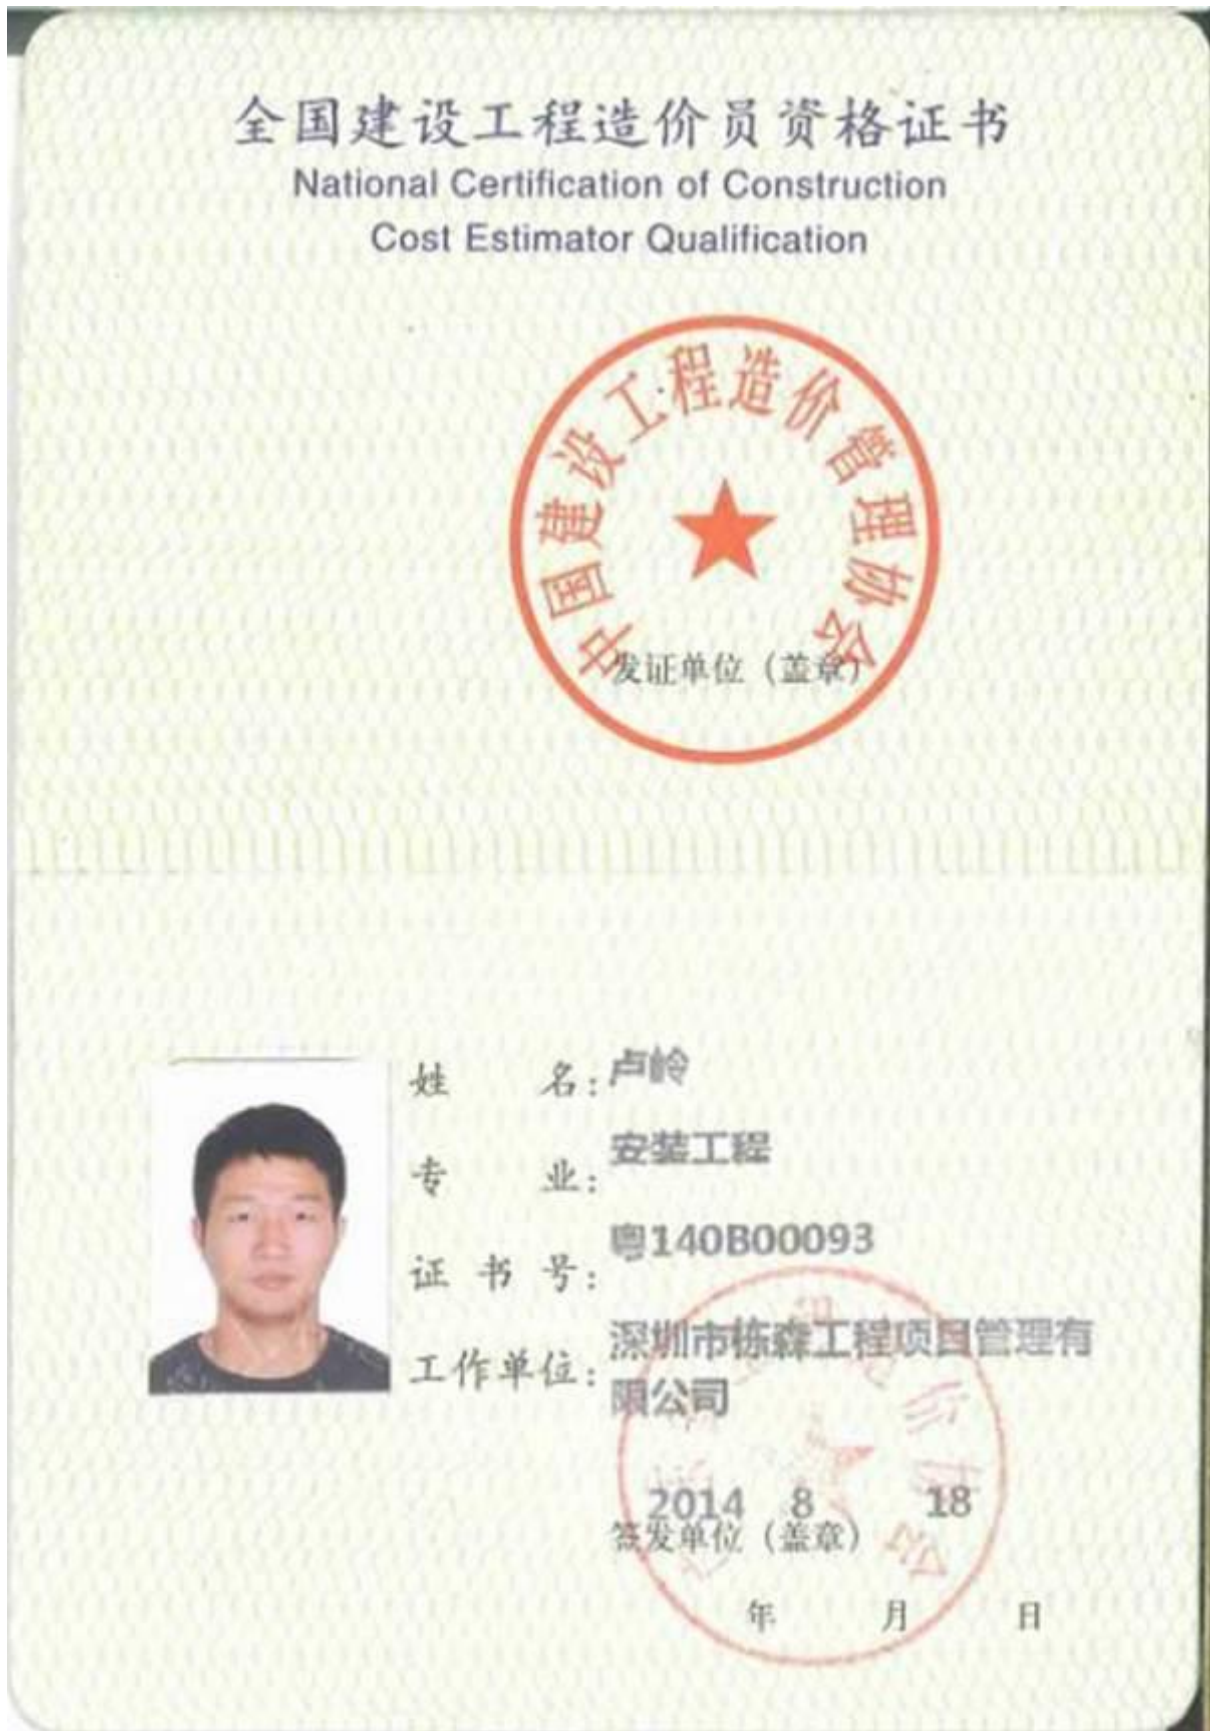 全国建设工程造价员资格证书
National Certification of Construction
Cost Estimator Qualification
中国建设工程造价管理协会
发证单位（盖章）
姓 名：卢岭
专 业：安装工程
证 书 号：粤140B00093
工作单位：深圳市栋森工程项目管理有
限公司
2014 8 18
签发单位（盖章）
年 月 日